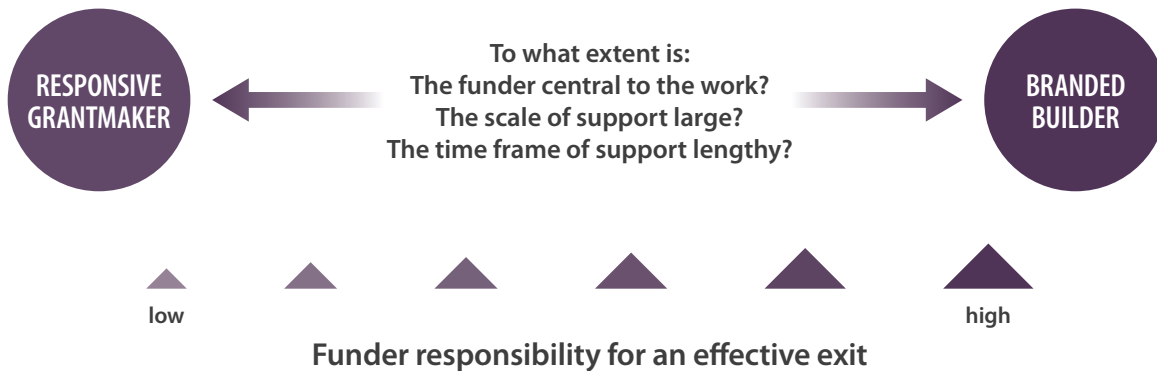 RESPONSIVE
GRANTMAKER
To what extent is:
The funder central to the work?
The scale of support large?
The time frame of support lengthy?
BRANDED
BUILDER
low
high
Funder responsibility for an effective exit